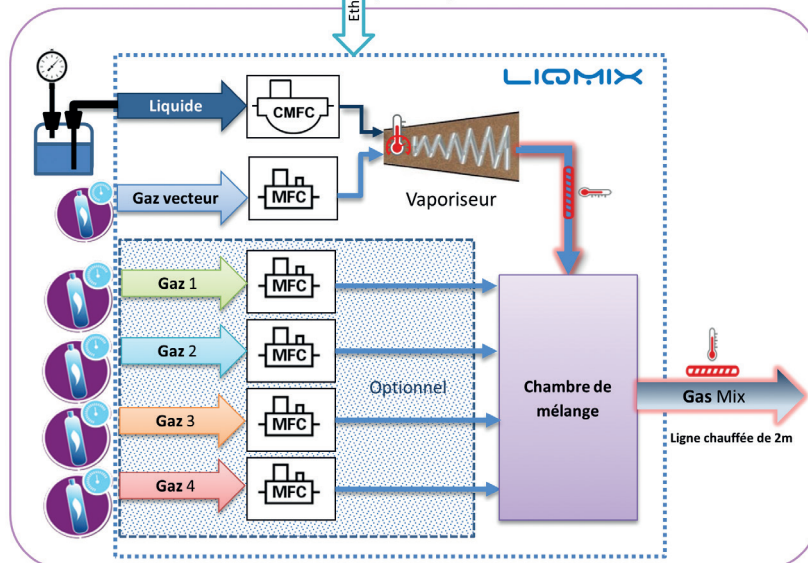 Eth
LIQMIX
Liquide
CMFC
Gaz vecteur
MFC
Vaporiseur
Gaz 1
MFC
Gaz 2
MFC
Optionnel
Gaz 3
MFC
Gaz 4
MFC
Chambre de
mélange
Gas Mix
Ligne chauffée de 2m